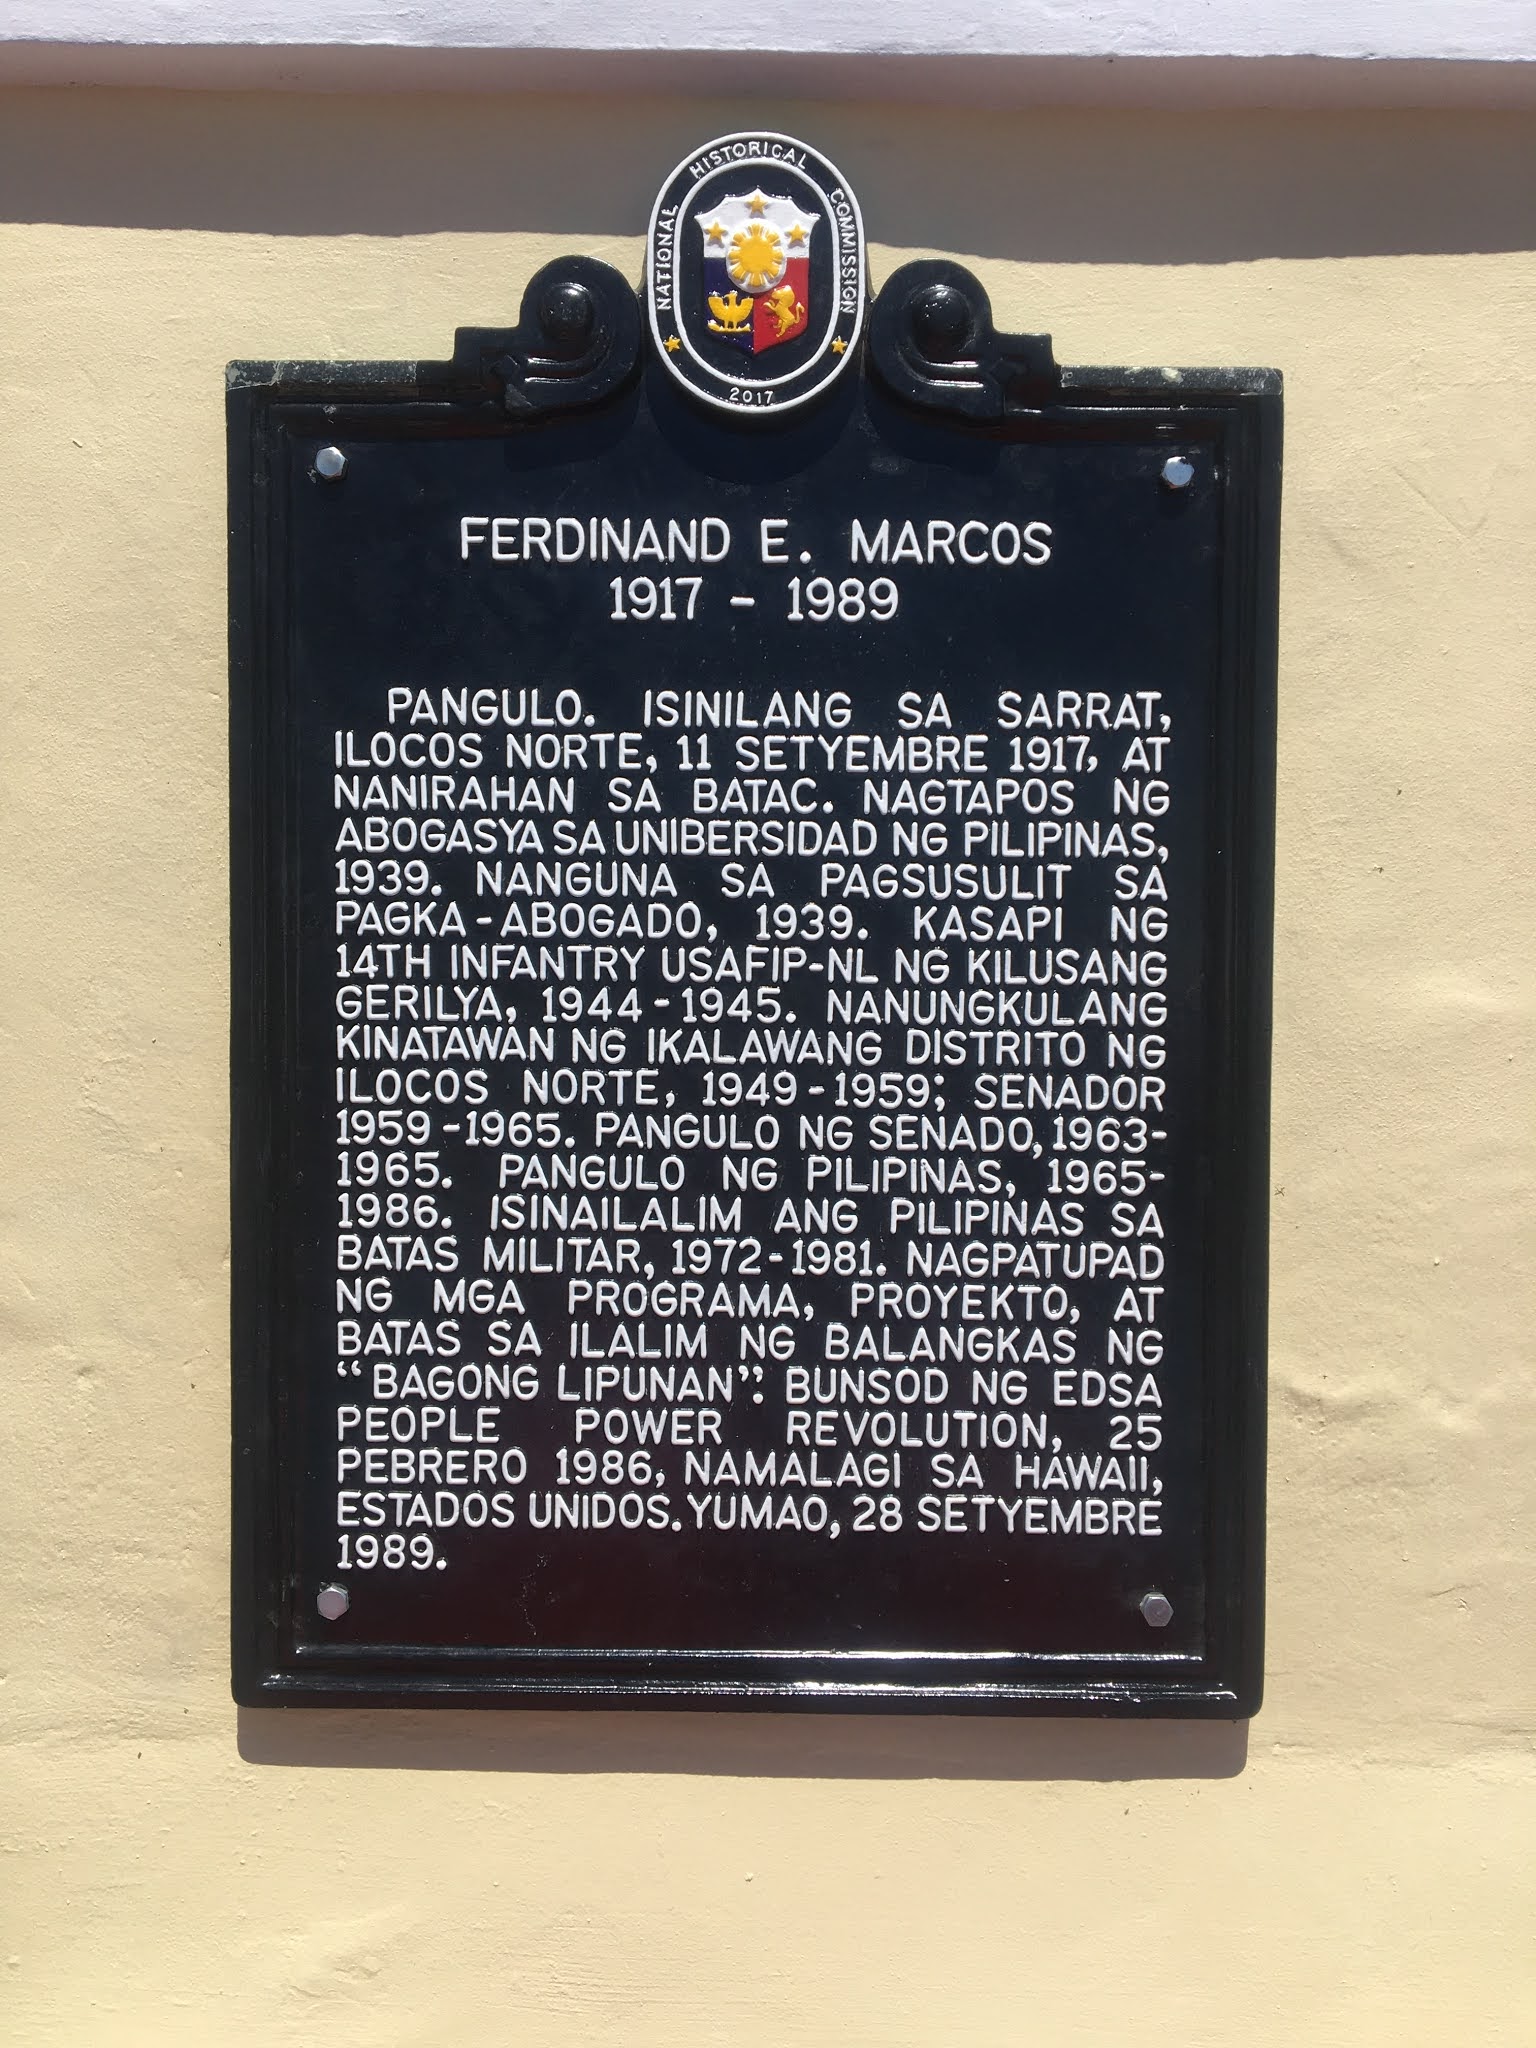 NATIONAL HISTORICAL COMMISSION
2017
FERDINAND E. MARCOS
1917 - 1989
PANGULO. ISINILANG SA SARRAT,
ILOCOS NORTE, 11 SETYEMBRE 1917, AT
NANIRAHAN SA BATAC. NAGTAPOS NG
ABOGASYA SA UNIBERSIDAD NG PILIPINAS,
1939. NANGUNA SA PAGSUSULIT SA
PAGKA-ABOGADO, 1939. KASAPI NG
14TH INFANTRY USAFIP-NL NG KILUSANG
GERILYA, 1944-1945. NANUNGKULANG
KINATAWAN NG IKALAWANG DISTRITO NG
ILOCOS NORTE, 1949-1959; SENADOR
1959-1965. PANGULO NG SENADO, 1963-
1965. PANGULO NG PILIPINAS, 1965-
1986. ISINAILALIM ANG PILIPINAS SA
BATAS MILITAR, 1972-1981. NAGPATUPAD
NG MGA PROGRAMA, PROYEKTO, AT
BATAS SA ILALIM NG BALANGKAS NG
“BAGONG LIPUNAN”. BUNSOD NG EDSA
PEOPLE POWER REVOLUTION, 25
PEBRERO 1986, NAMALAGI SA HAWAII,
ESTADOS UNIDOS. YUMAO, 28 SETYEMBRE
1989.